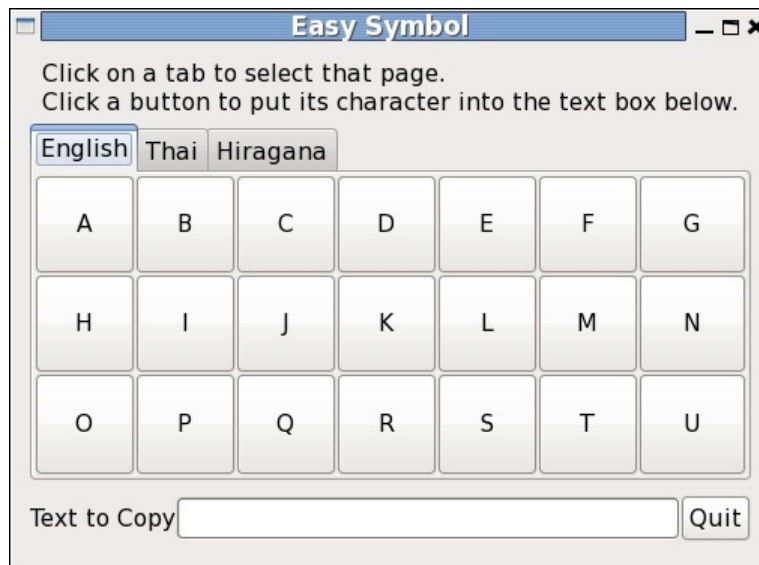 Easy Symbol
Click on a tab to select that page.
Click a button to put its character into the text box below.
English Thai Hiragana
A B C D E F G
H I J K L M N
O P Q R S T U
Text to Copy Quit